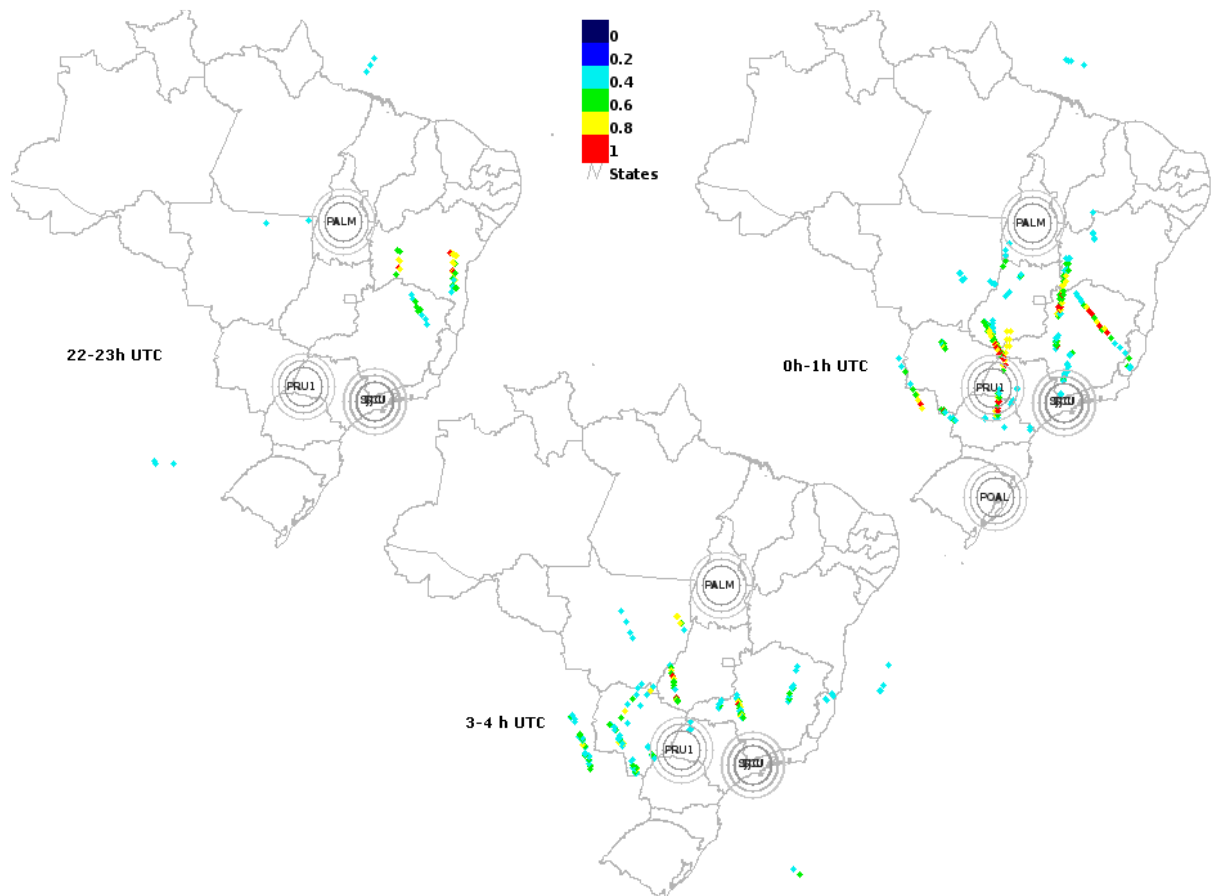 0
0.2
0.4
0.6
0.8
1
States
PALM
PALM
22-23h UTC
0h-1h UTC
PRU1
PRU1
POAL
PALM
3-4 h UTC
PRU1